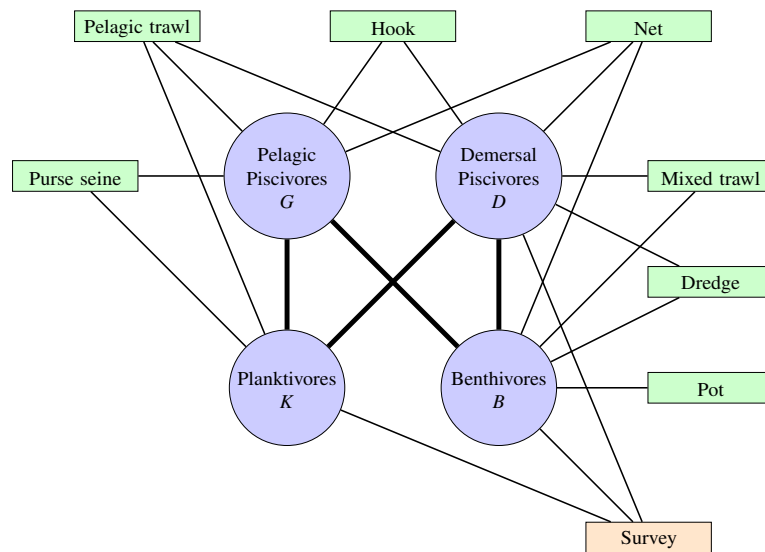 Pelagic trawl
Hook
Net
Pelagic
Piscivores
G
Demersal
Piscivores
D
Purse seine
Mixed trawl
Dredge
Planktivores
K
Benthivores
B
Pot
Survey